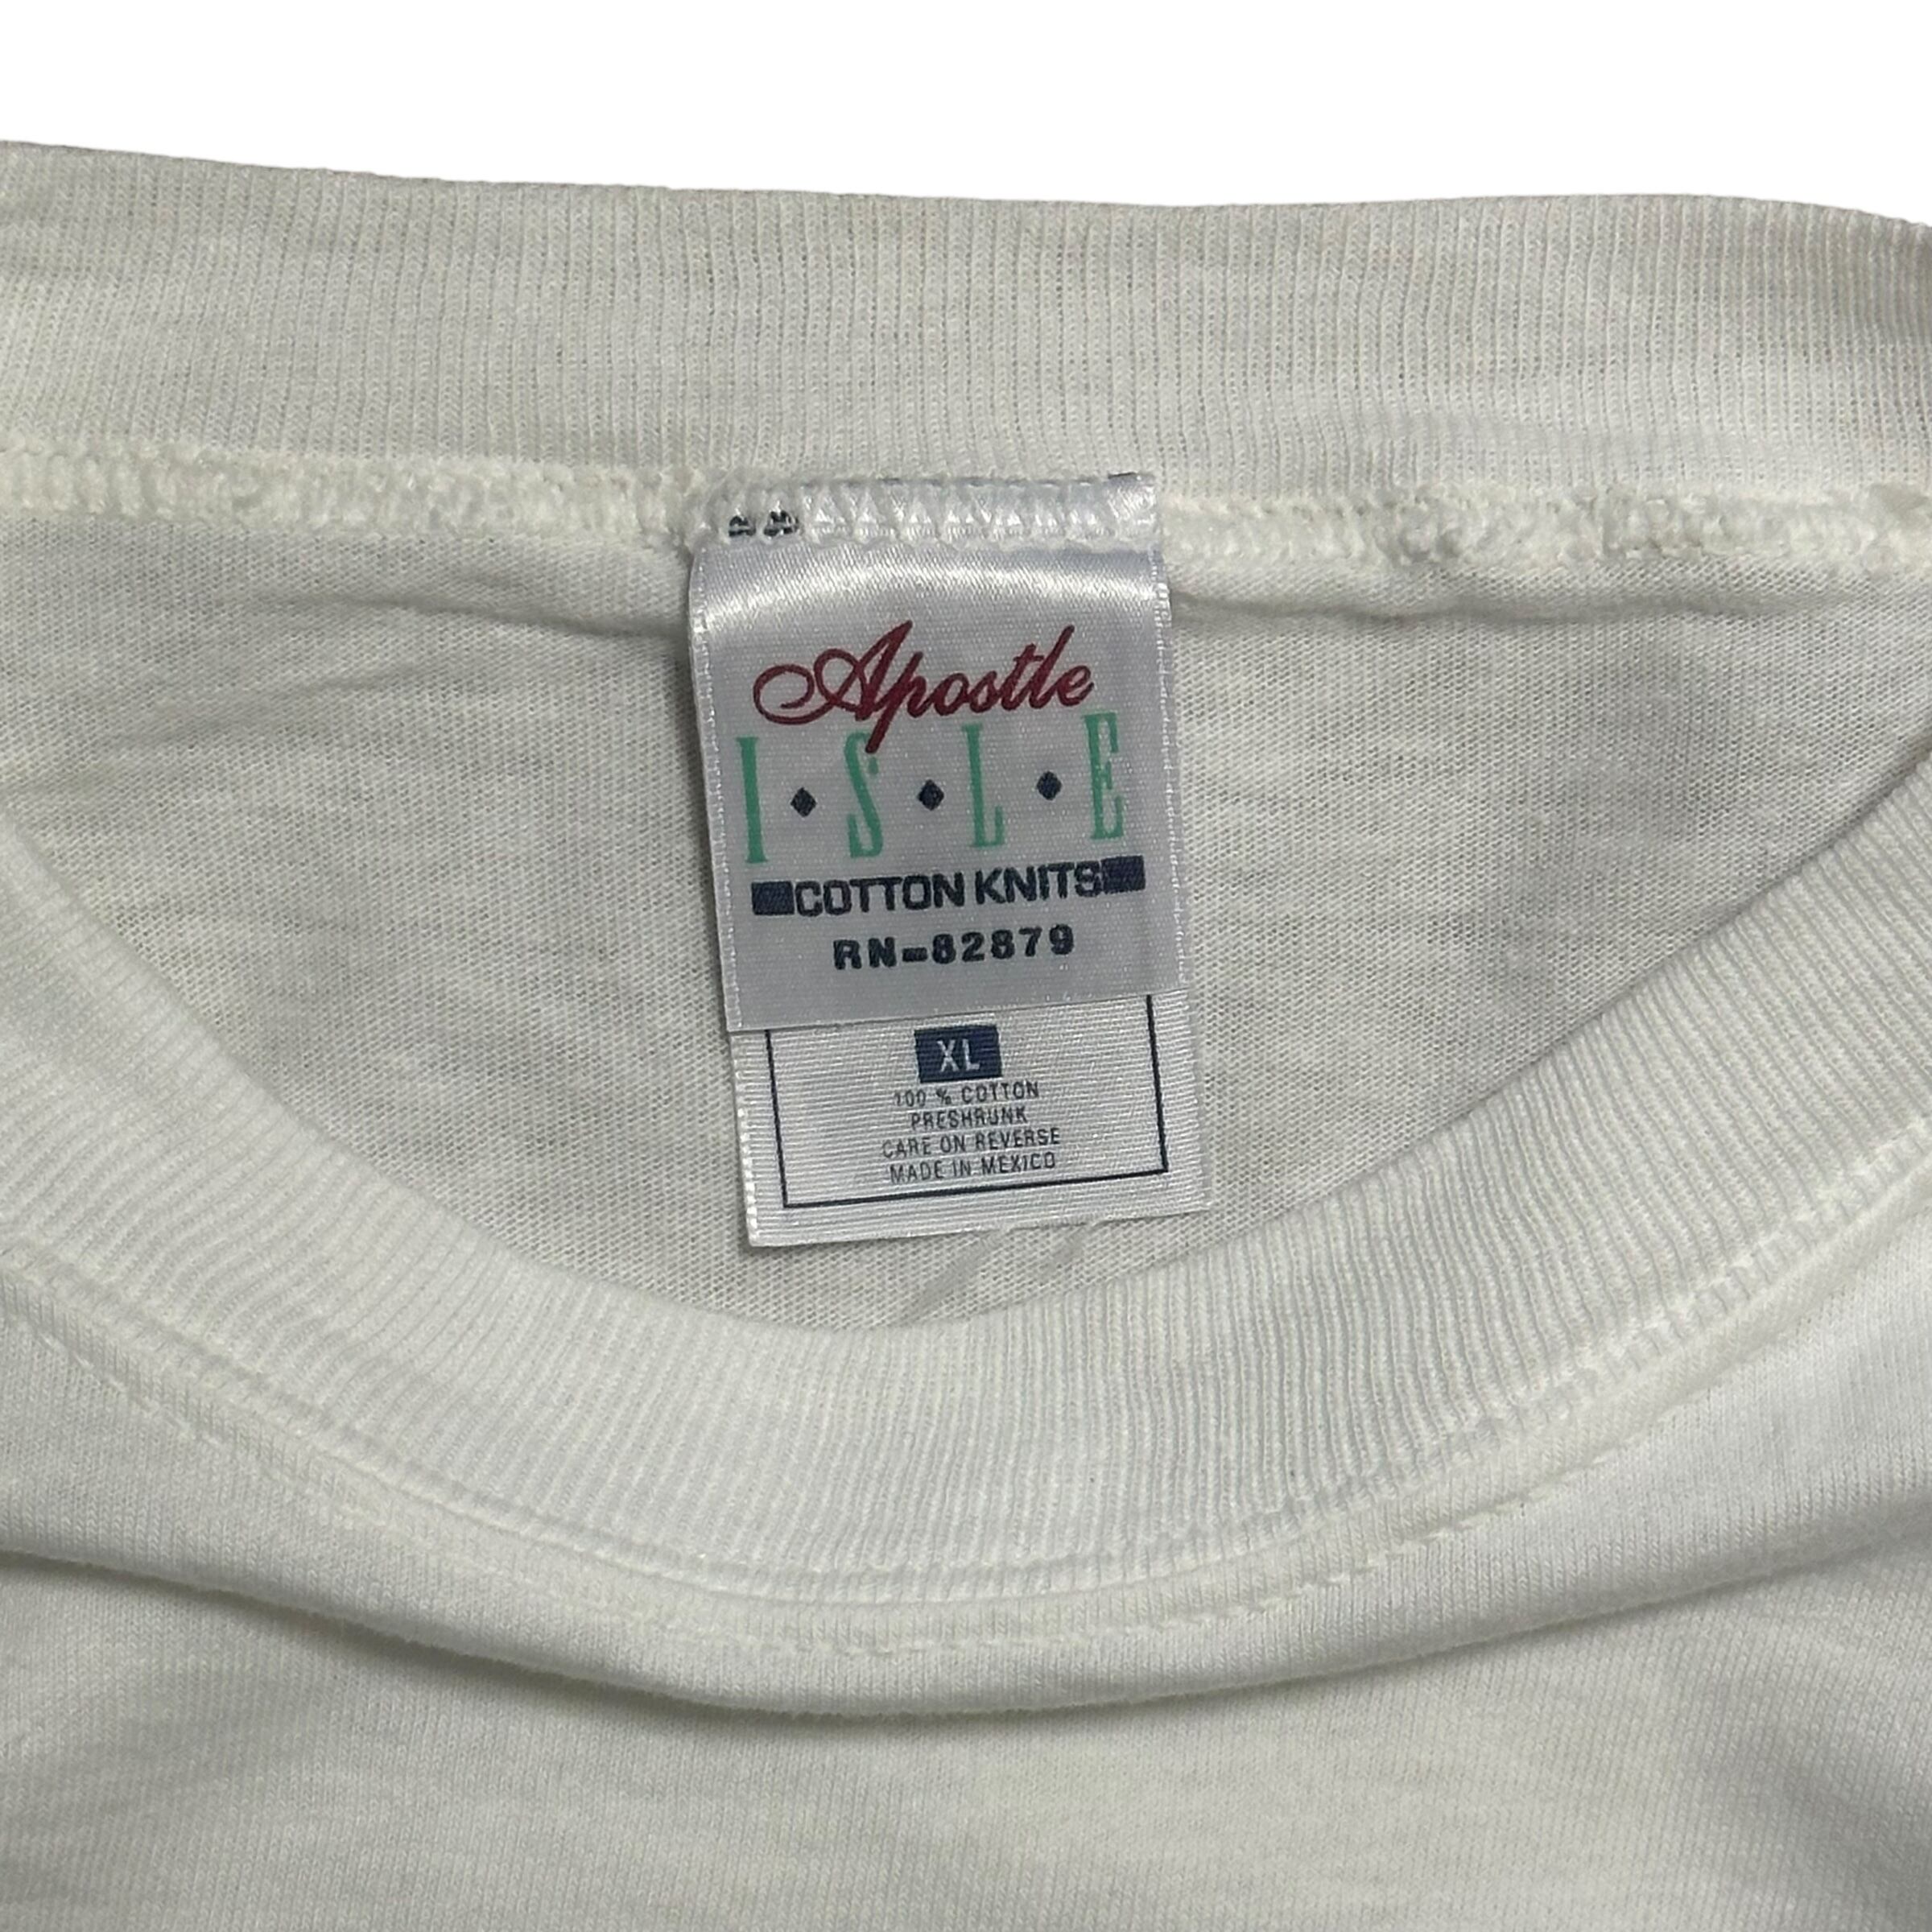 Apostle
I◆S◆L◆E
COTTON KNITS
RN-82879
XL
100 % COTTON
PRESHRUNK
CARE ON REVERSE
MADE IN MEXICO